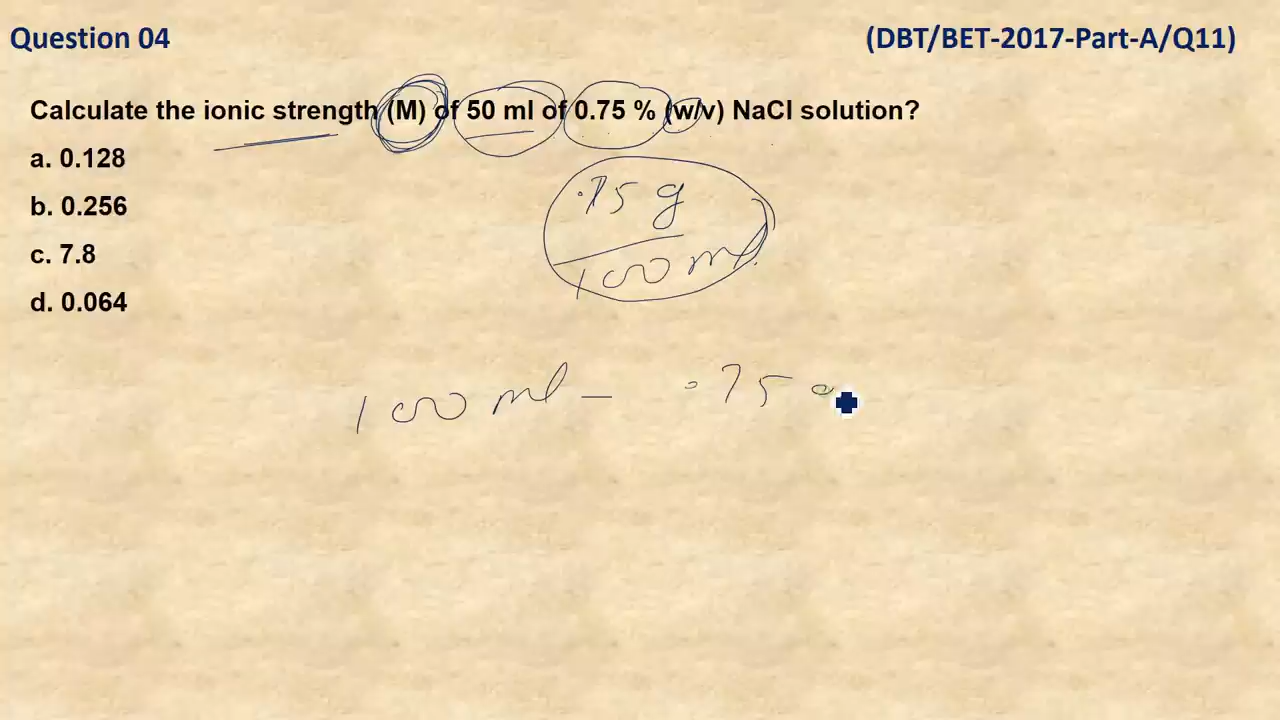 Question 04
(DBT/BET-2017-Part-A/Q11)
Calculate the ionic strength (M) of 50 ml of 0.75 % (w/v) NaCl solution?
a. 0.128
b. 0.256
c. 7.8
d. 0.064
.75 g
100 ml
100 ml - .75